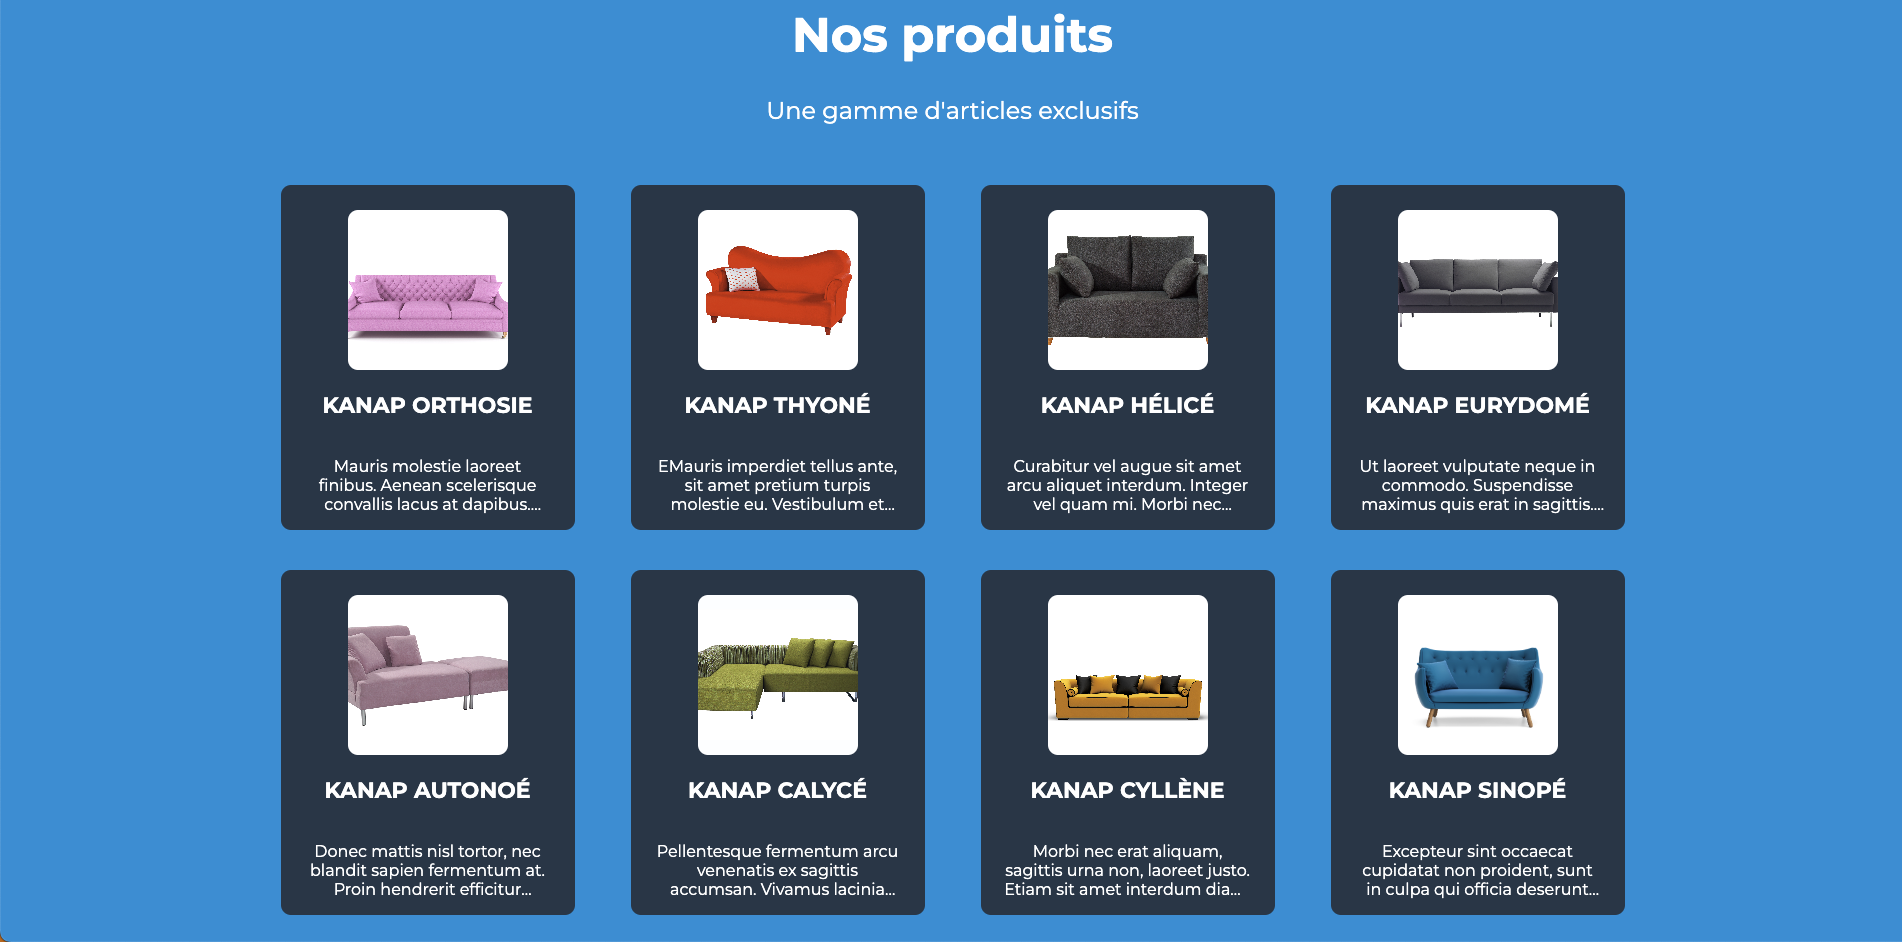 Nos produits
Une gamme d'articles exclusifs
KANAP ORTHOSIE
Mauris molestie laoreet
finibus. Aenean scelerisque
convallis lacus at dapibus....
KANAP THYONÉ
EMauris imperdiet tellus ante,
sit amet pretium turpis
molestie eu. Vestibulum et...
KANAP HÉLICÉ
Curabitur vel augue sit amet
arcu aliquet interdum. Integer
vel quam mi. Morbi nec...
KANAP EURYDOMÉ
Ut laoreet vulputate neque in
commodo. Suspendisse
maximus quis erat in sagittis....
KANAP AUTONOÉ
Donec mattis nisl tortor, nec
blandit sapien fermentum at.
Proin hendrerit efficitur...
KANAP CALYCÉ
Pellentesque fermentum arcu
venenatis ex sagittis
accumsan. Vivamus lacinia...
KANAP CYLLÈNE
Morbi nec erat aliquam,
sagittis urna non, laoreet justo.
Etiam sit amet interdum dia...
KANAP SINOPÉ
Excepteur sint occaecat
cupidatat non proident, sunt
in culpa qui officia deserunt...